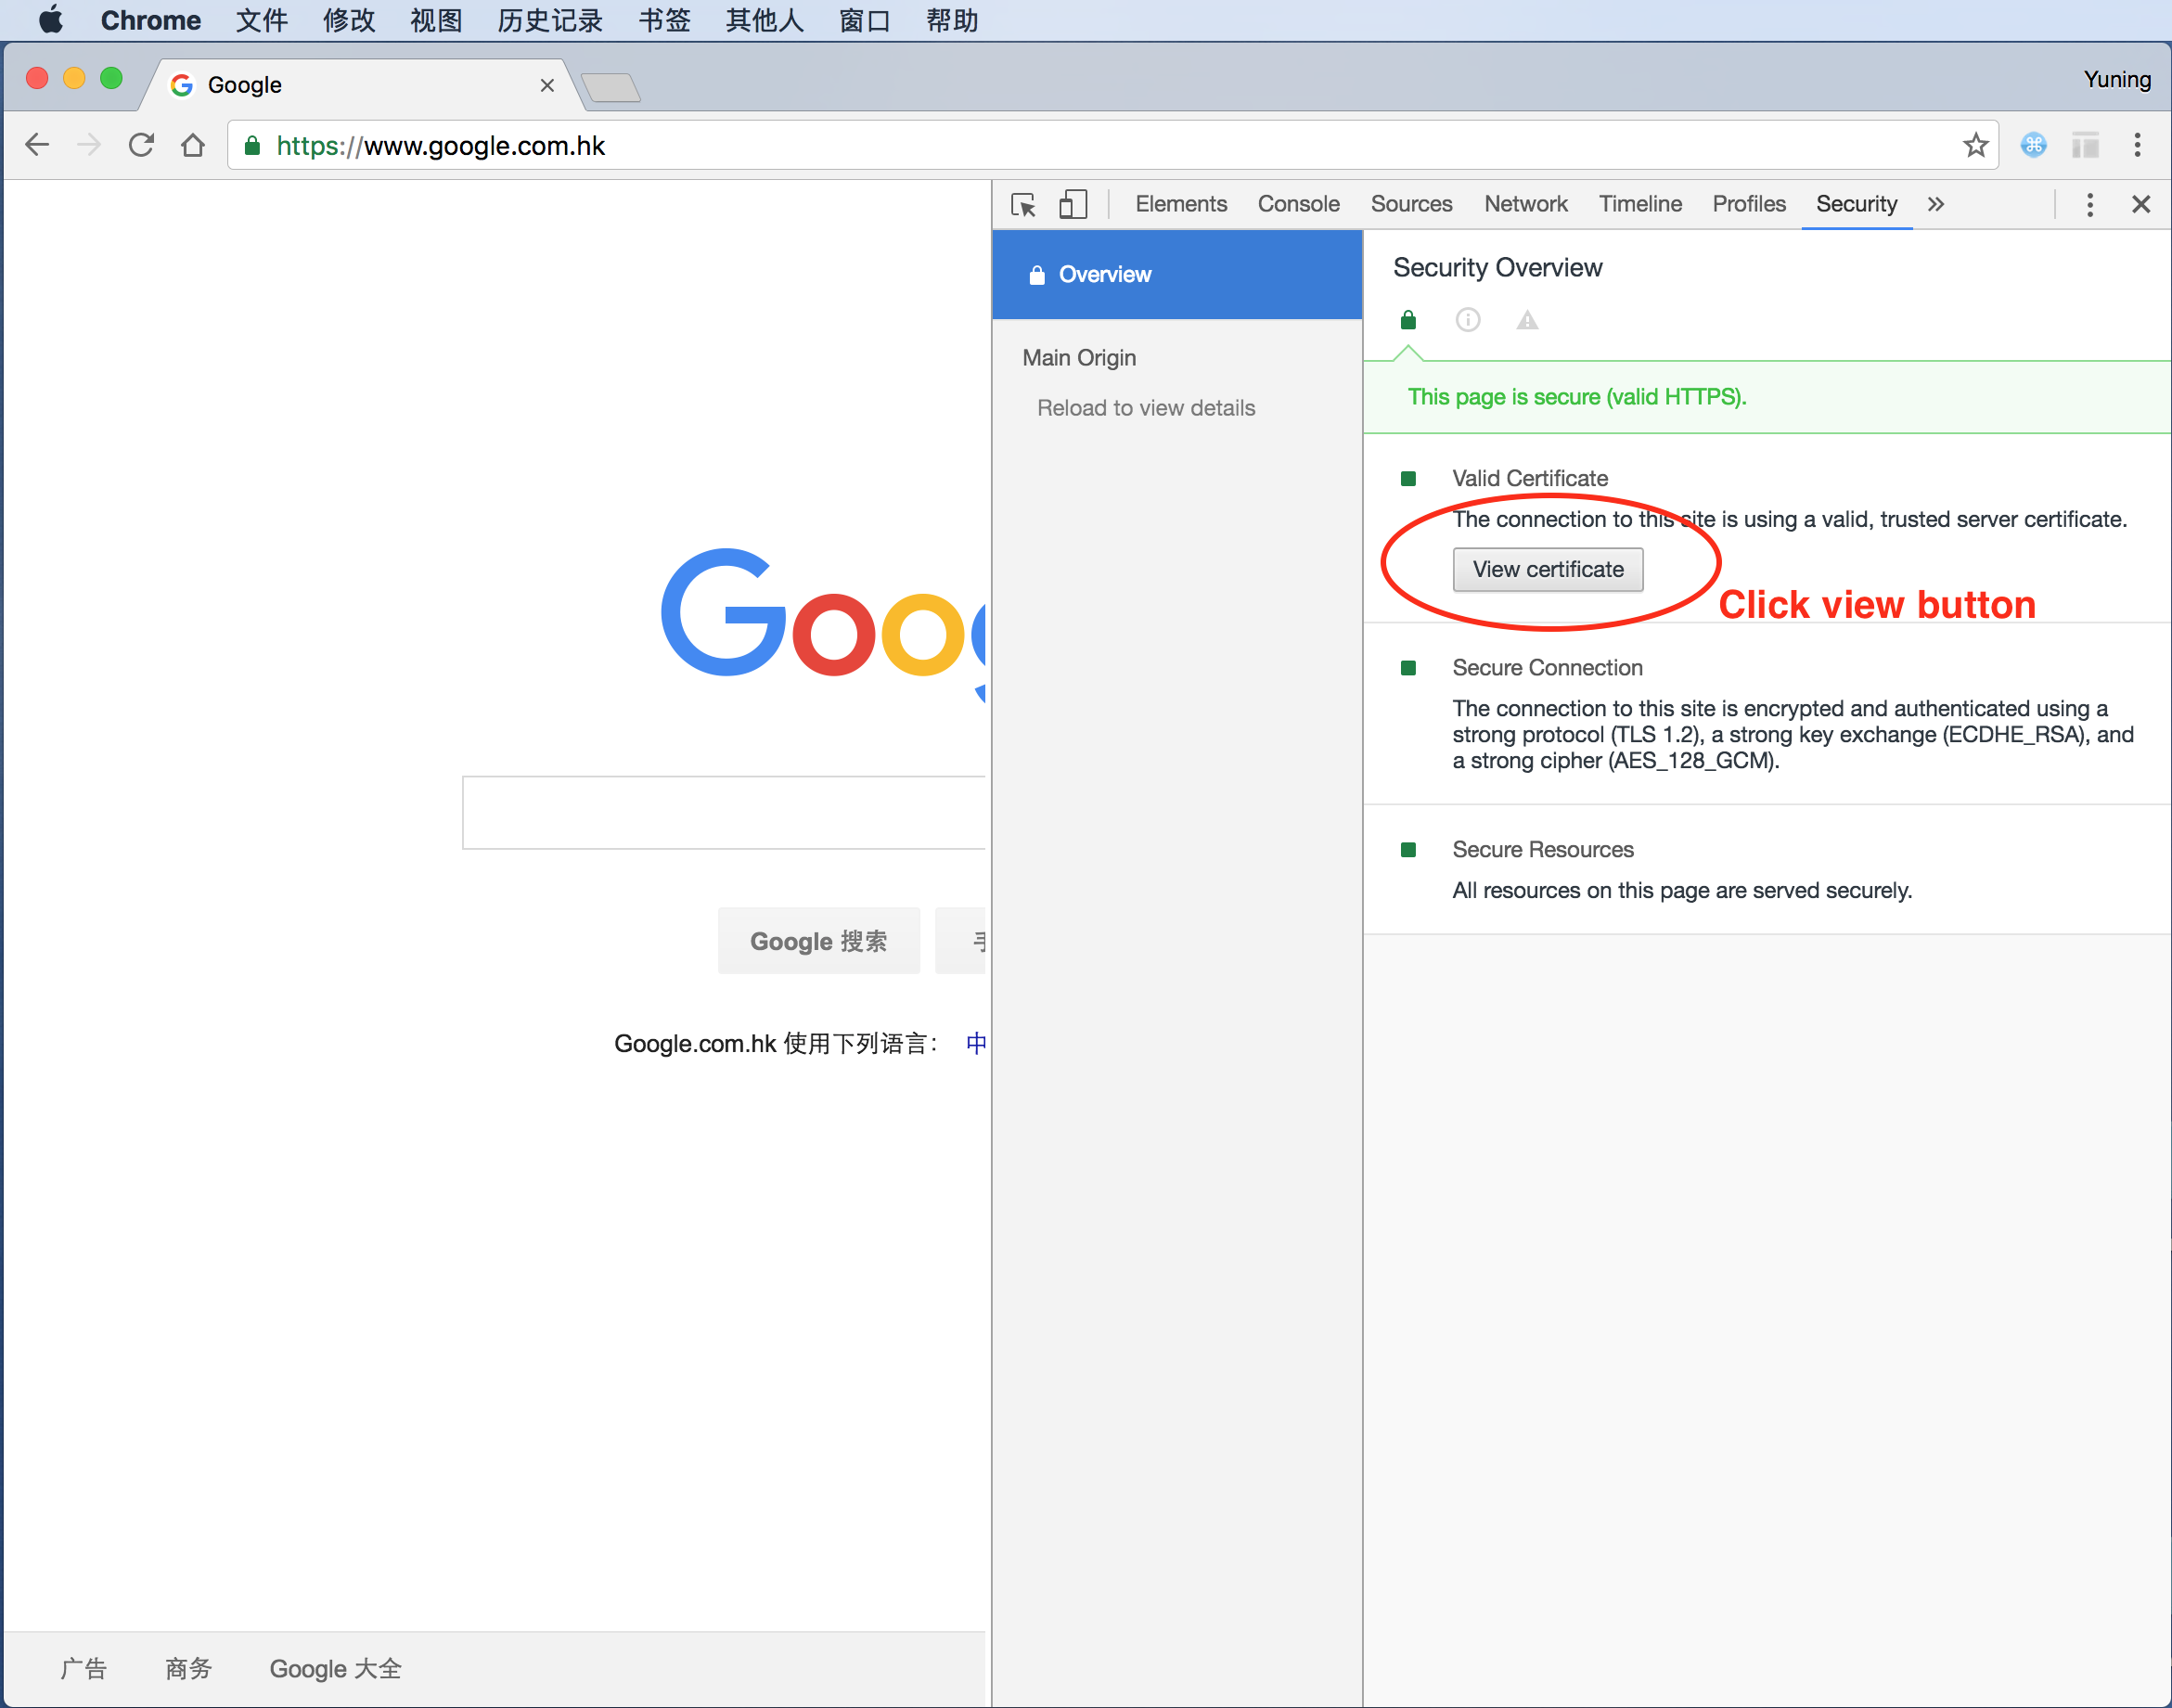 Chrome 文件 修改 视图 历史记录 书签 其他人 窗口 帮助
Google
Yuning
https://www.google.com.hk
Elements Console Sources Network Timeline Profiles Security
Overview
Main Origin
Reload to view details
Security Overview
This page is secure (valid HTTPS).
Valid Certificate
The connection to this site is using a valid, trusted server certificate.
View certificate
Click view button
Secure Connection
The connection to this site is encrypted and authenticated using a
strong protocol (TLS 1.2), a strong key exchange (ECDHE_RSA), and
a strong cipher (AES_128_GCM).
Secure Resources
All resources on this page are served securely.
Goog
Google 搜索 手
Google.com.hk 使用下列语言： 中
广告 商务 Google 大全